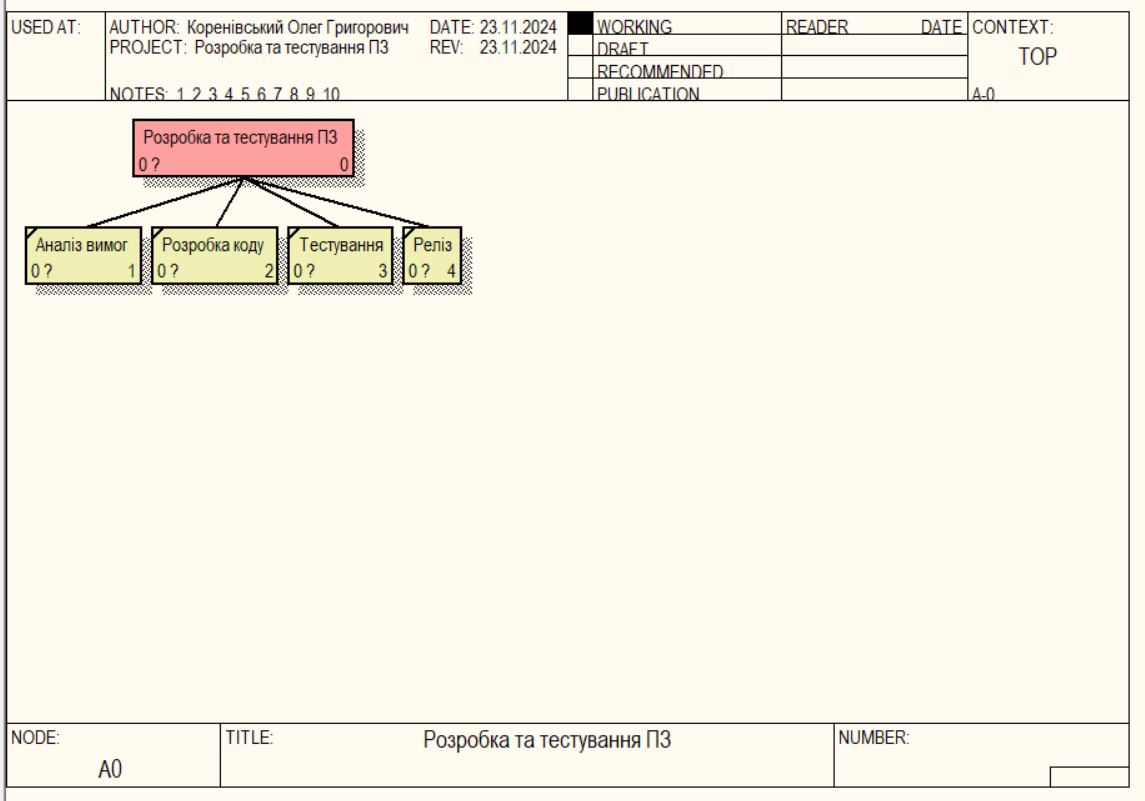 USED AT: AUTHOR: Коренівський Олег Григорович DATE: 23.11.2024 WORKING READER DATE CONTEXT:
PROJECT: Розробка та тестування ПЗ REV: 23.11.2024 DRAFT TOP
RECOMMENDED
NOTES: 1 2 3 4 5 6 7 8 9 10 PUBLICATION A-0
Розробка та тестування ПЗ
0 ? 0
Аналіз вимог Розробка коду Тестування Реліз
0 ? 1 0 ? 2 0 ? 3 0 ? 4
NODE: TITLE: Розробка та тестування ПЗ NUMBER:
A0